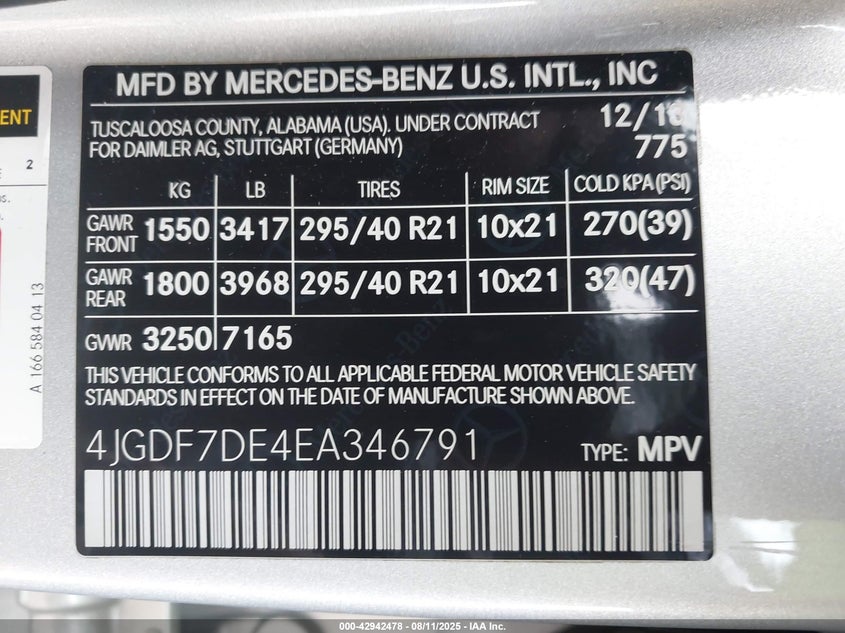 MFD BY MERCEDES-BENZ U.S. INTL., INC
TUSCALOOSA COUNTY, ALABAMA (USA). UNDER CONTRACT
FOR DAIMLER AG, STUTTGART (GERMANY)
775
KG LB TIRES RIM SIZE COLD KPA(PSI)
GAWR FRONT 1550 3417 295/40 R21 10x21 270(39)
GAWR REAR 1800 3968 295/40 R21 10x21 320(47)
GVWR 3250 7165
THIS VEHICLE CONFORMS TO ALL APPLICABLE FEDERAL MOTOR VEHICLE SAFETY
STANDARDS IN EFFECT ON THE DATE OF MANUFACTURE SHOWN ABOVE.
4JGDF7DE4EA346791 TYPE: MPV
2
A 166 584 04 13
000-42942478 - 08/11/2025 - IAA Inc.